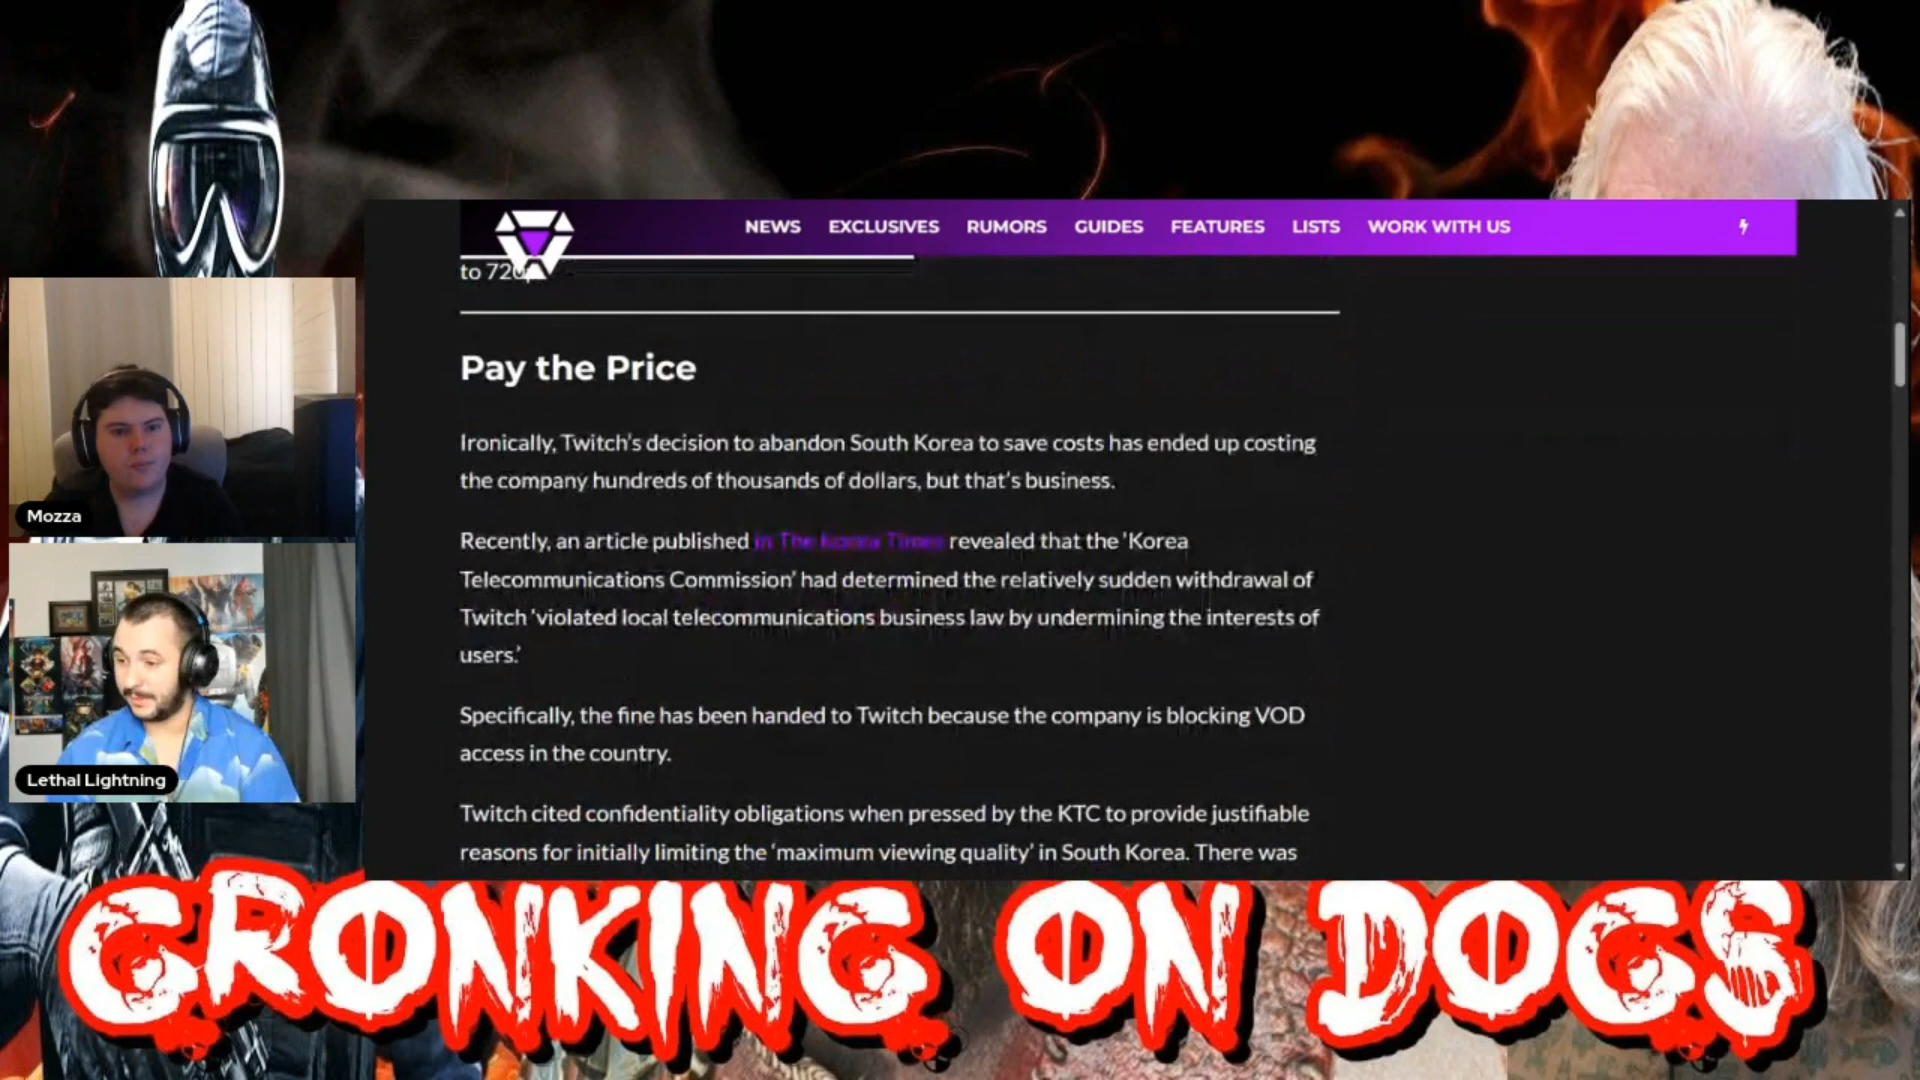 NEWS EXCLUSIVES RUMORS GUIDES FEATURES LISTS WORK WITH US
to 720p
Pay the Price
Ironically, Twitch's decision to abandon South Korea to save costs has ended up costing
the company hundreds of thousands of dollars, but that's business.
Recently, an article published in The Korea Times revealed that the 'Korea
Telecommunications Commission' had determined the relatively sudden withdrawal of
Twitch 'violated local telecommunications business law by undermining the interests of
users.'
Mozza
Specifically, the fine has been handed to Twitch because the company is blocking VOD
access in the country.
Lethal Lightning
Twitch cited confidentiality obligations when pressed by the KTC to provide justifiable
reasons for initially limiting the 'maximum viewing quality' in South Korea. There was
CRONKING ON DOGS